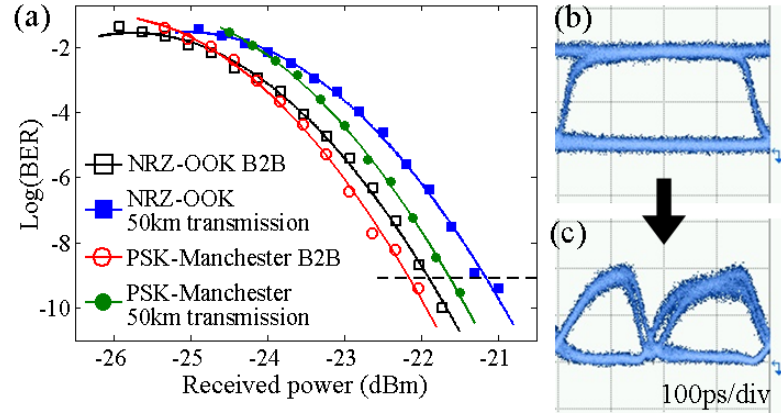 (a)
Log(BER)
-2
-4
-6
-8
-10
NRZ-OOK B2B
NRZ-OOK
50km transmission
PSK-Manchester B2B
PSK-Manchester
50km transmission
-26
-25
-24
-23
-22
-21
Received power (dBm)
(b)
(c)
100ps/div